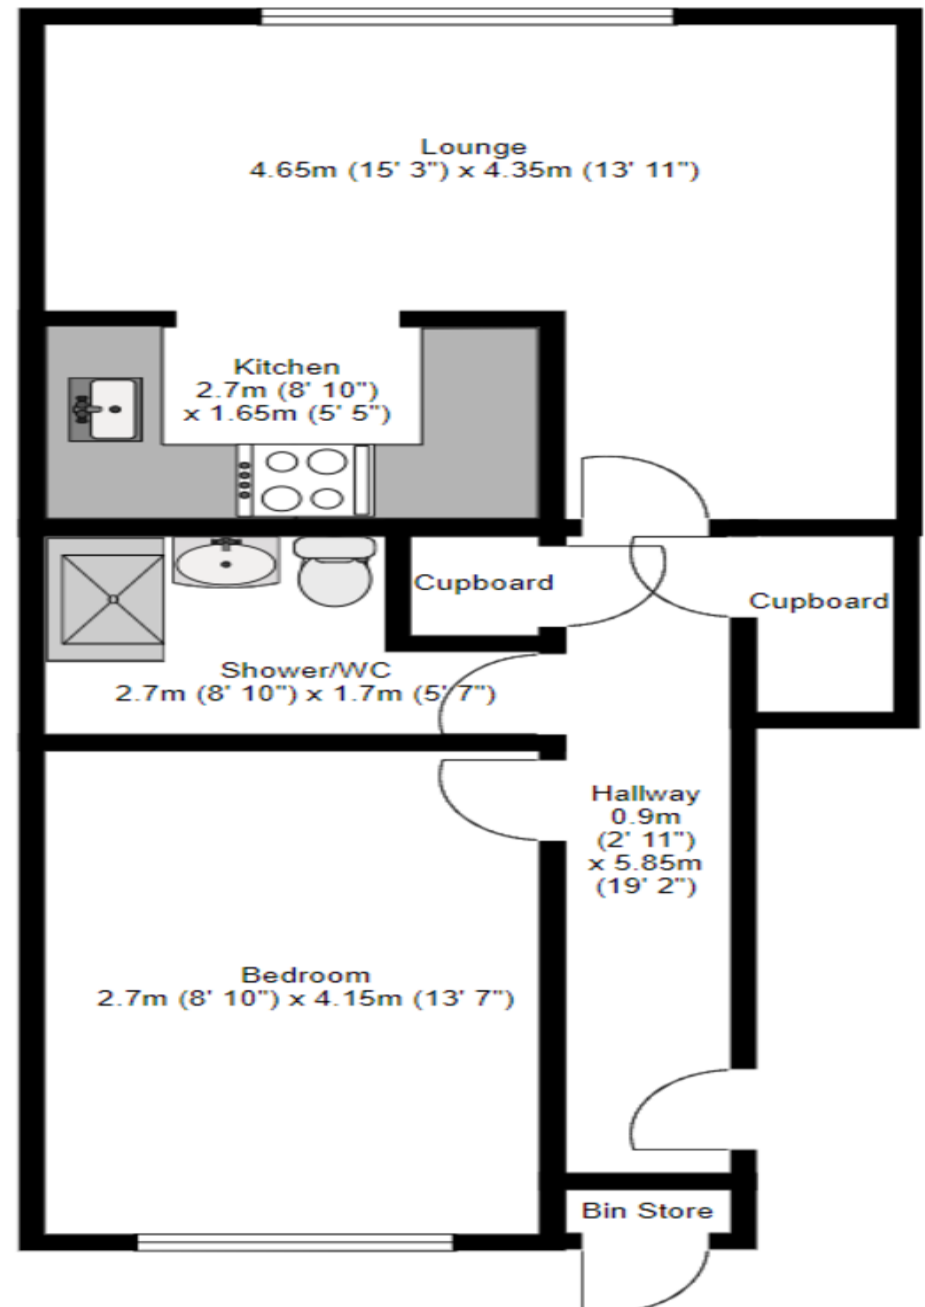 Lounge
4.65m (15' 3") x 4.35m (13' 11")
Kitchen
2.7m (8' 10")
x 1.65m (5' 5")
Cupboard
Cupboard
Shower/WC
2.7m (8' 10") x 1.7m (5' 7")
Hallway
0.9m
(2' 11")
x 5.85m
(19' 2")
Bedroom
2.7m (8' 10") x 4.15m (13' 7")
Bin Store